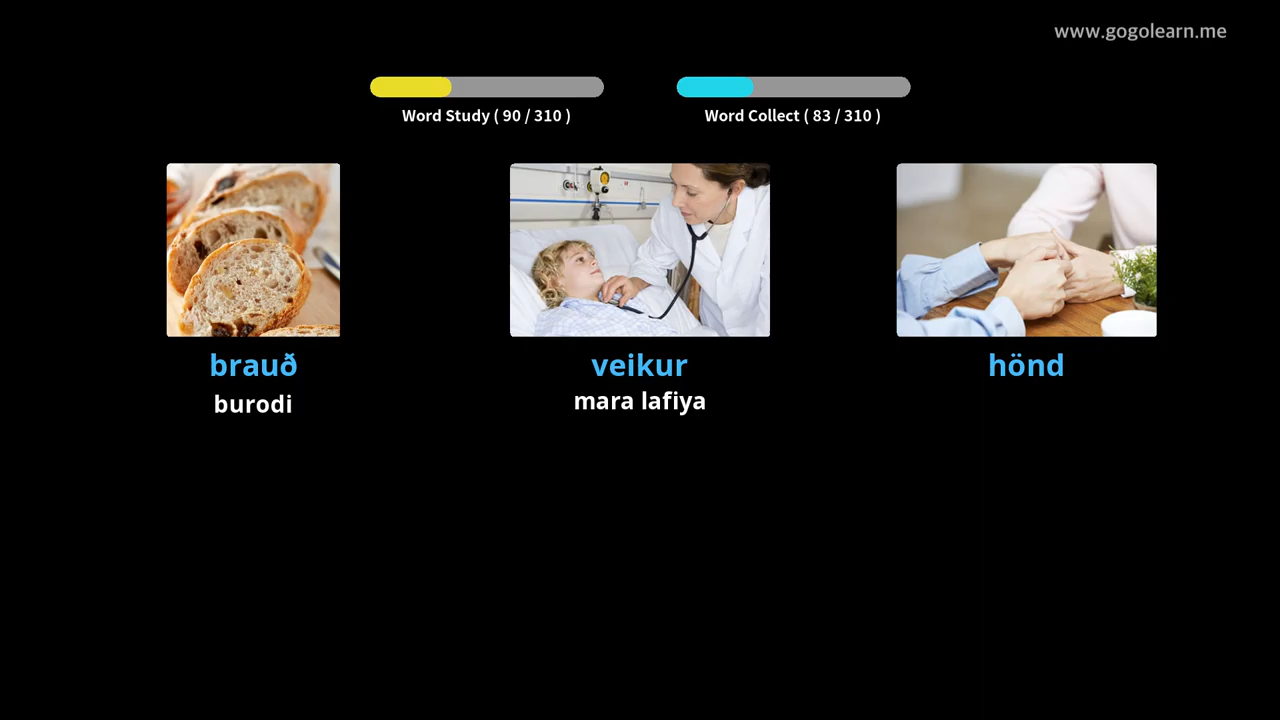 www.gogolearn.me
Word Study ( 90 / 310 )
Word Collect ( 83 / 310 )
brauð
burodi
veikur
mara lafiya
hönd